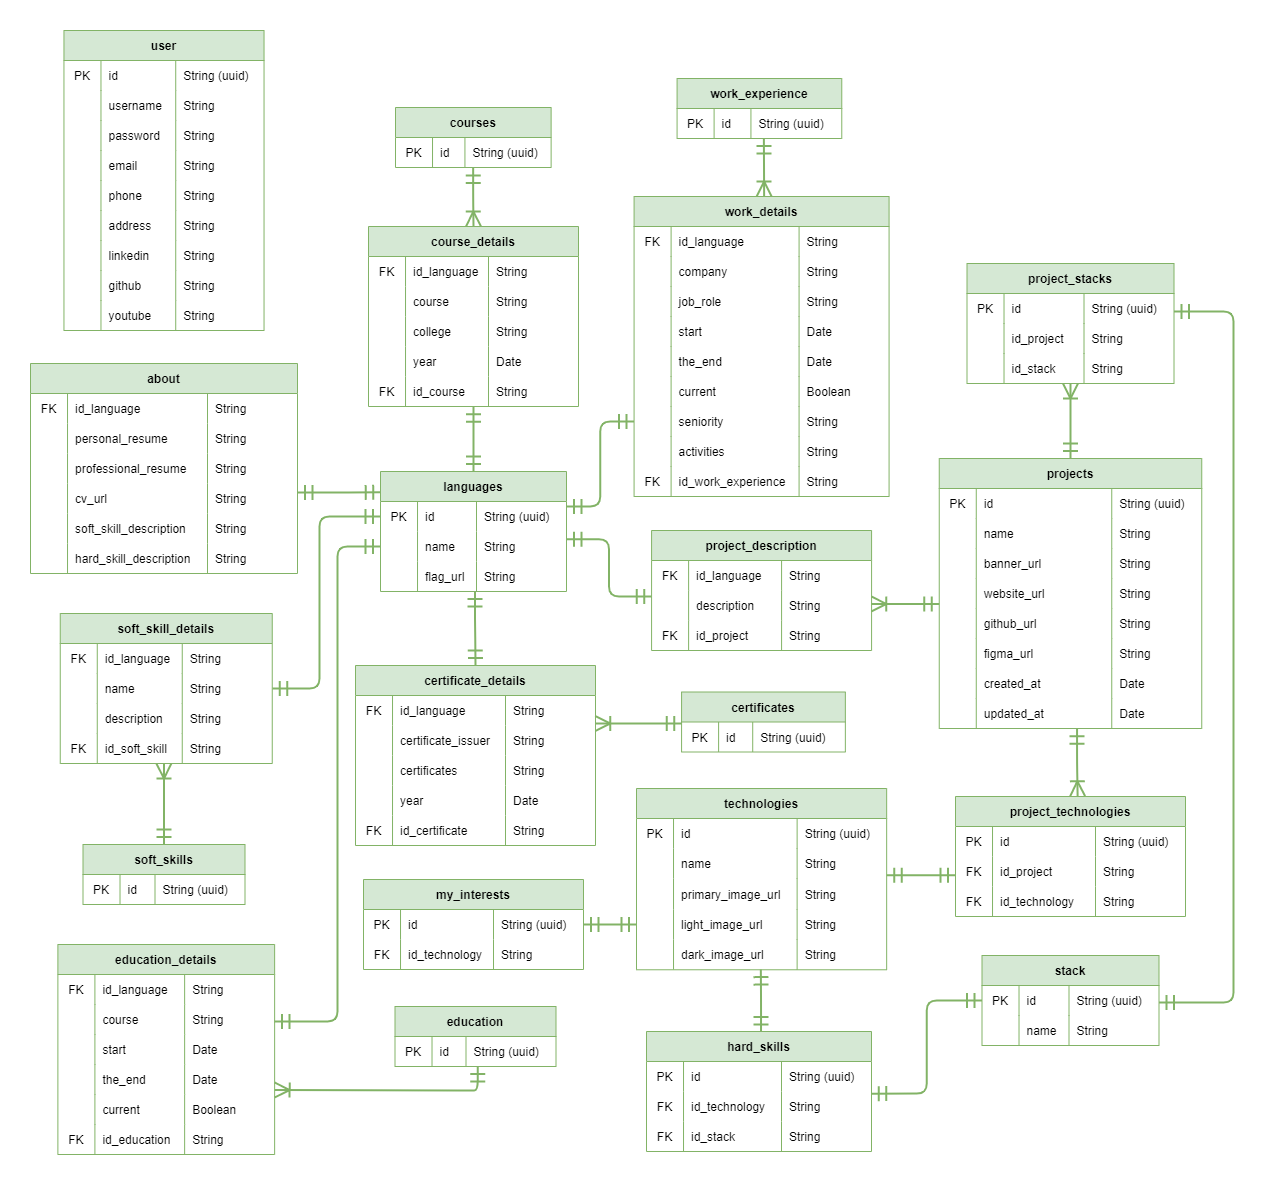 user
PK id String (uuid)
username String
password String
email String
phone String
address String
linkedin String
github String
youtube String
courses
PK id String (uuid)
work_experience
PK id String (uuid)
course_details
FK id_language String
course String
college String
year Date
FK id_course String
work_details
FK id_language String
company String
job_role String
start Date
the_end Date
current Boolean
seniority String
activities String
FK id_work_experience String
project_stacks
PK id String (uuid)
id_project String
id_stack String
about
FK id_language String
personal_resume String
professional_resume String
cv_url String
soft_skill_description String
hard_skill_description String
languages
PK id String (uuid)
name String
flag_url String
project_description
FK id_language String
description String
FK id_project String
projects
PK id String (uuid)
name String
banner_url String
website_url String
github_url String
figma_url String
created_at Date
updated_at Date
soft_skill_details
FK id_language String
name String
description String
FK id_soft_skill String
certificate_details
FK id_language String
certificate_issuer String
certificates String
year Date
FK id_certificate String
certificates
PK id String (uuid)
technologies
PK id String (uuid)
name String
primary_image_url String
light_image_url String
dark_image_url String
project_technologies
PK id String (uuid)
FK id_project String
FK id_technology String
soft_skills
PK id String (uuid)
my_interests
PK id String (uuid)
FK id_technology String
education_details
FK id_language String
course String
start Date
the_end Date
current Boolean
FK id_education String
education
PK id String (uuid)
stack
PK id String (uuid)
name String
hard_skills
PK id String (uuid)
FK id_technology String
FK id_stack String